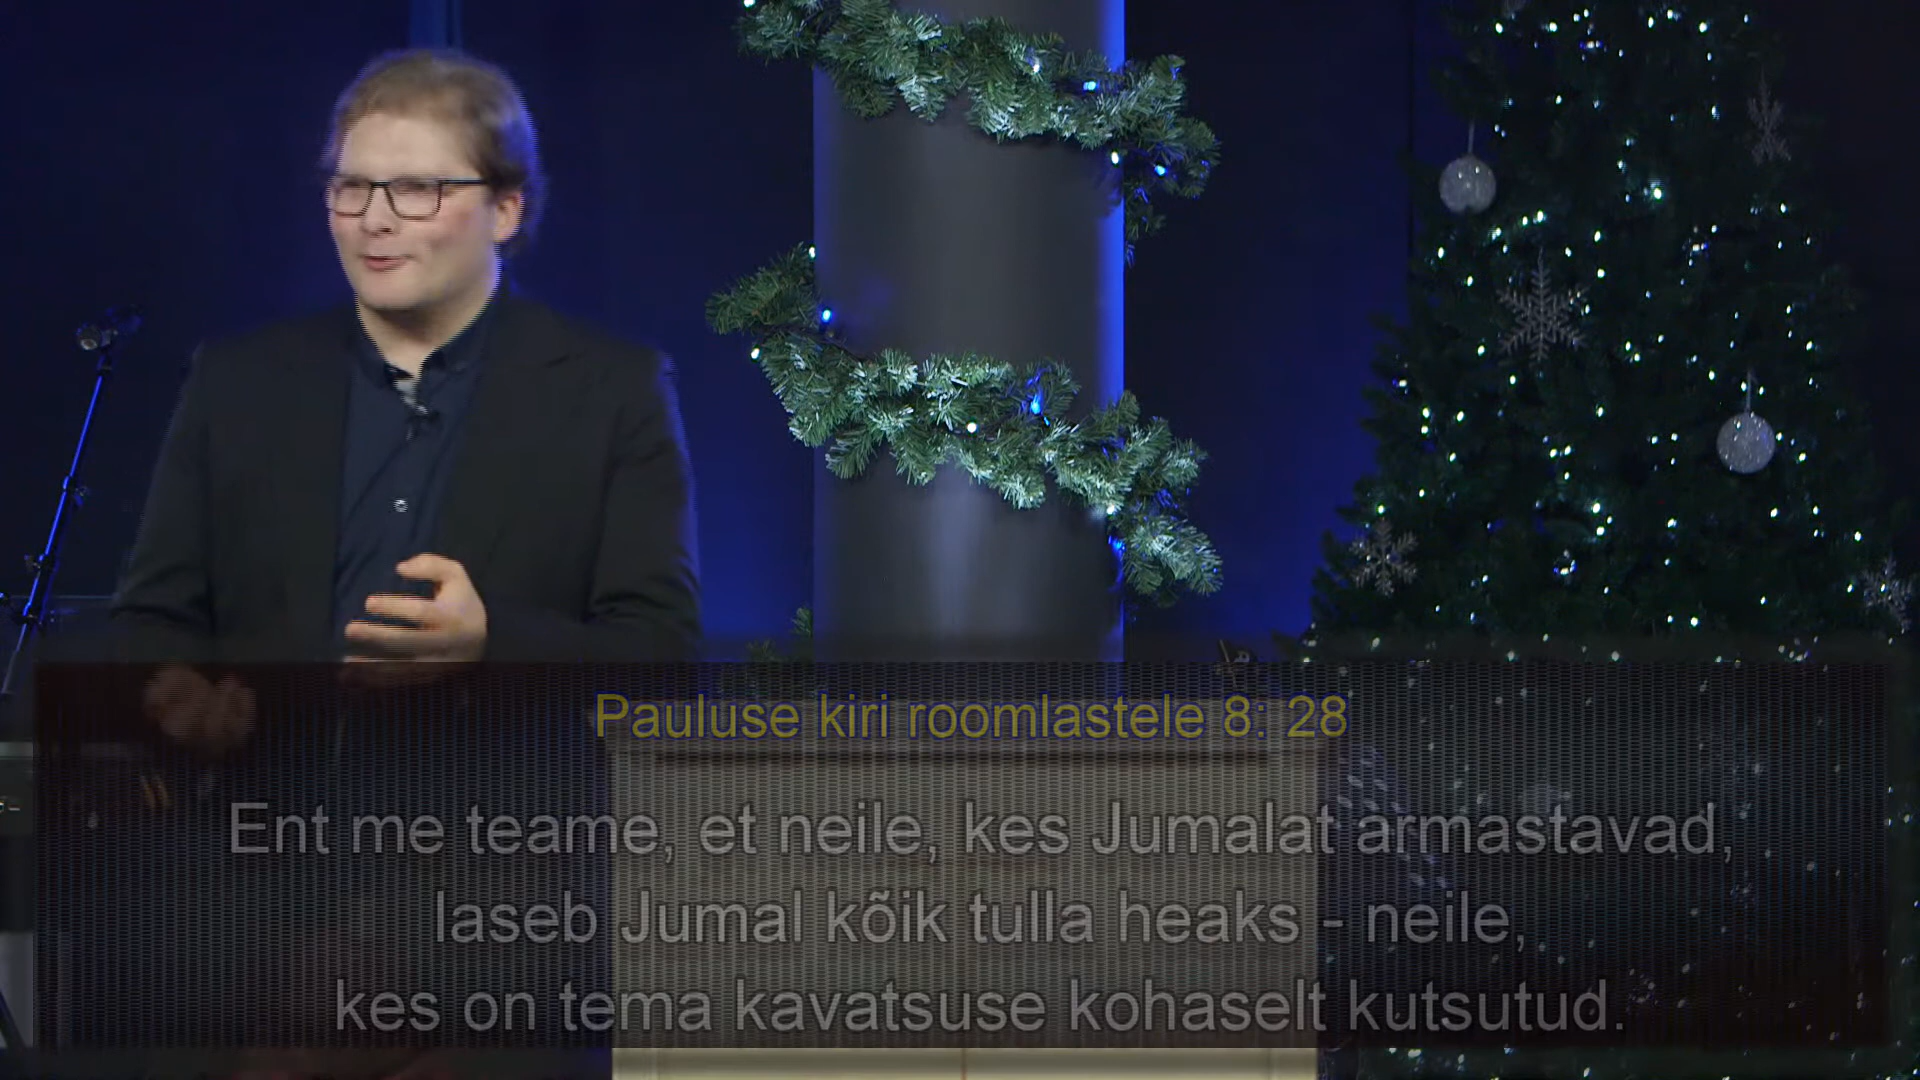 Pauluse kiri roomlastele 8: 28
Ent me teame, et neile, kes Jumalat armastavad,
laseb Jumal kõik tulla heaks - neile,
kes on tema kavatsuse kohaselt kutsutud.